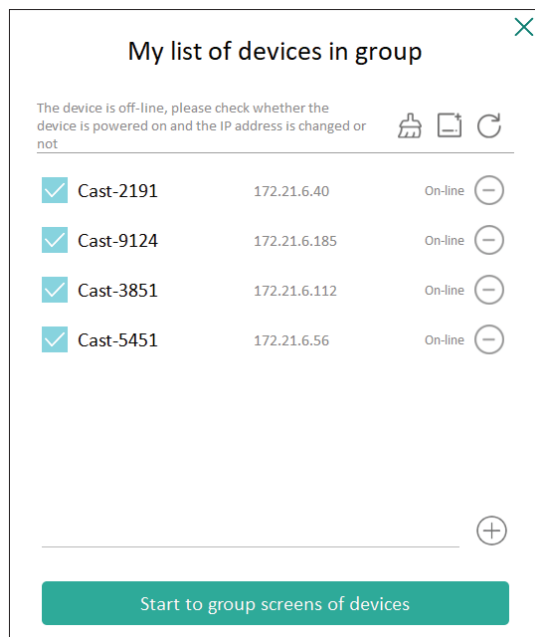 My list of devices in group
The device is off-line, please check whether the
device is powered on and the IP address is changed or
not
Cast-2191 172.21.6.40 On-line
Cast-9124 172.21.6.185 On-line
Cast-3851 172.21.6.112 On-line
Cast-5451 172.21.6.56 On-line
Start to group screens of devices